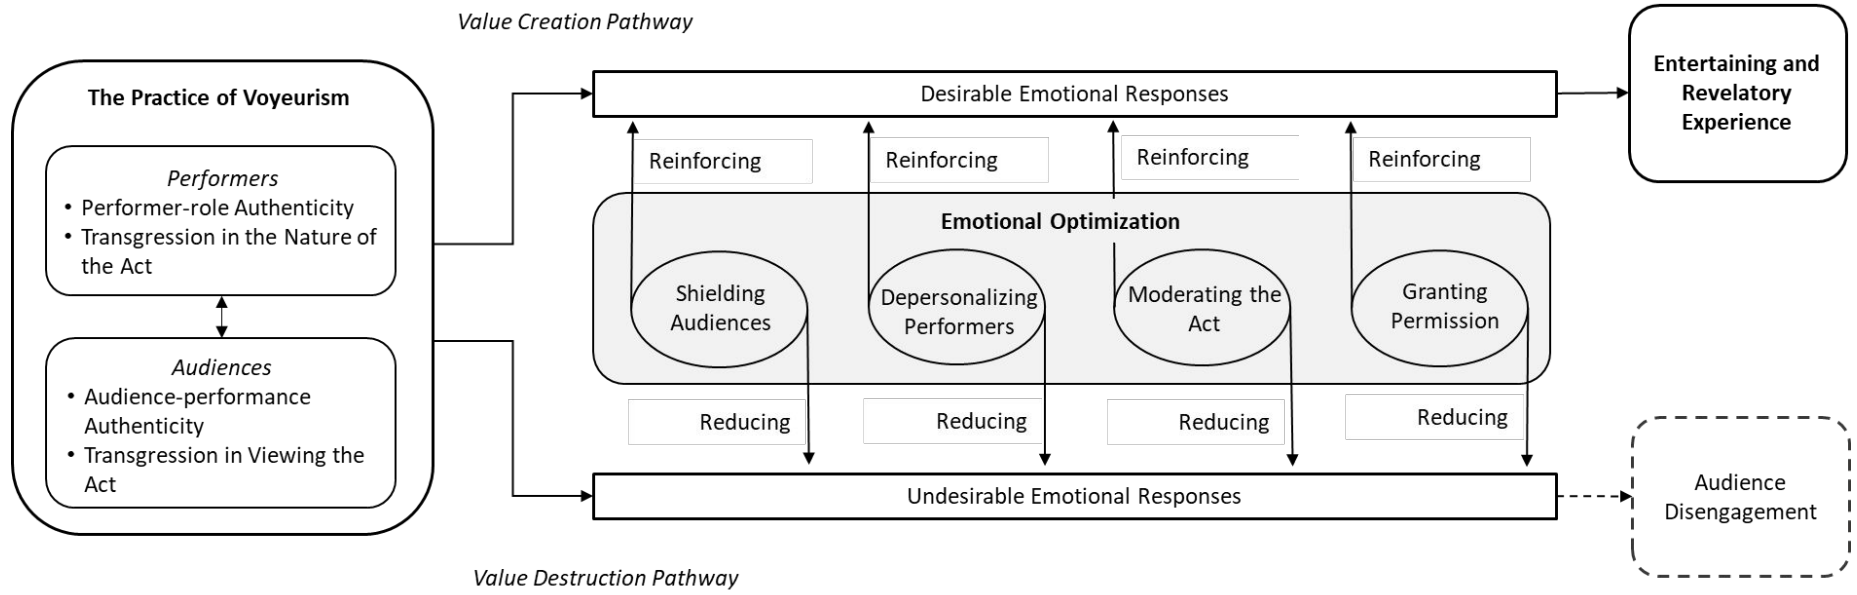 Value Creation Pathway
The Practice of Voyeurism
Performers
• Performer-role Authenticity
• Transgression in the Nature of
the Act
Audiences
• Audience-performance
Authenticity
• Transgression in Viewing the
Act
Desirable Emotional Responses
Entertaining and
Revelatory
Experience
Reinforcing
Reinforcing
Reinforcing
Reinforcing
Emotional Optimization
Shielding
Audiences
Depersonalizing
Performers
Moderating the
Act
Granting
Permission
Reducing
Reducing
Reducing
Reducing
Undesirable Emotional Responses
Audience
Disengagement
Value Destruction Pathway